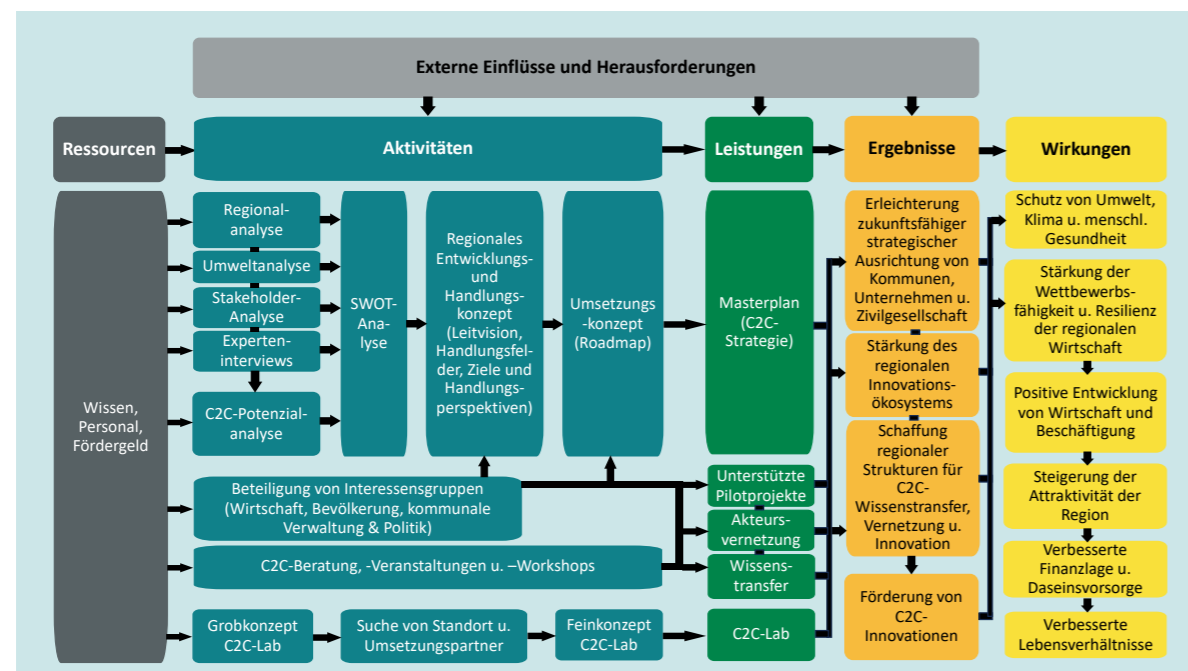 Externe Einflüsse und Herausforderungen
Ressourcen
Aktivitäten
Leistungen
Ergebnisse
Wirkungen
Wissen,
Personal,
Fördergeld
Regional-
analyse
Umweltanalyse
Stakeholder-
Analyse
Experten-
interviews
C2C-Potenzial-
analyse
SWOT-
Ana-
lyse
Regionales
Entwicklungs-
und
Handlungs-
konzept
(Leitvision,
Handlungsfel-
der, Ziele und
Handlungs-
perspektiven)
Umsetzungs
-konzept
(Roadmap)
Beteiligung von Interessensgruppen
(Wirtschaft, Bevölkerung, kommunale
Verwaltung & Politik)
C2C-Beratung, -Veranstaltungen u. –Workshops
Grobkonzept
C2C-Lab
Suche von Standort u.
Umsetzungspartner
Feinkonzept
C2C-Lab
Masterplan
(C2C-
Strategie)
Unterstützte
Pilotprojekte
Akteurs-
vernetzung
Wissens-
transfer
C2C-Lab
Erleichterung
zukunftsfähiger
strategischer
Ausrichtung von
Kommunen,
Unternehmen u.
Zivilgesellschaft
Stärkung des
regionalen
Innovations-
ökosystems
Schaffung
regionaler
Strukturen für
C2C-
Wissenstransfer,
Vernetzung u.
Innovation
Förderung von
C2C-
Innovationen
Schutz von Umwelt,
Klima u. menschl.
Gesundheit
Stärkung der
Wettbewerbs-
fähigkeit u. Resilienz
der regionalen
Wirtschaft
Positive Entwicklung
von Wirtschaft und
Beschäftigung
Steigerung der
Attraktivität der
Region
Verbesserte
Finanzlage u.
Daseinsvorsorge
Verbesserte
Lebensverhältnisse